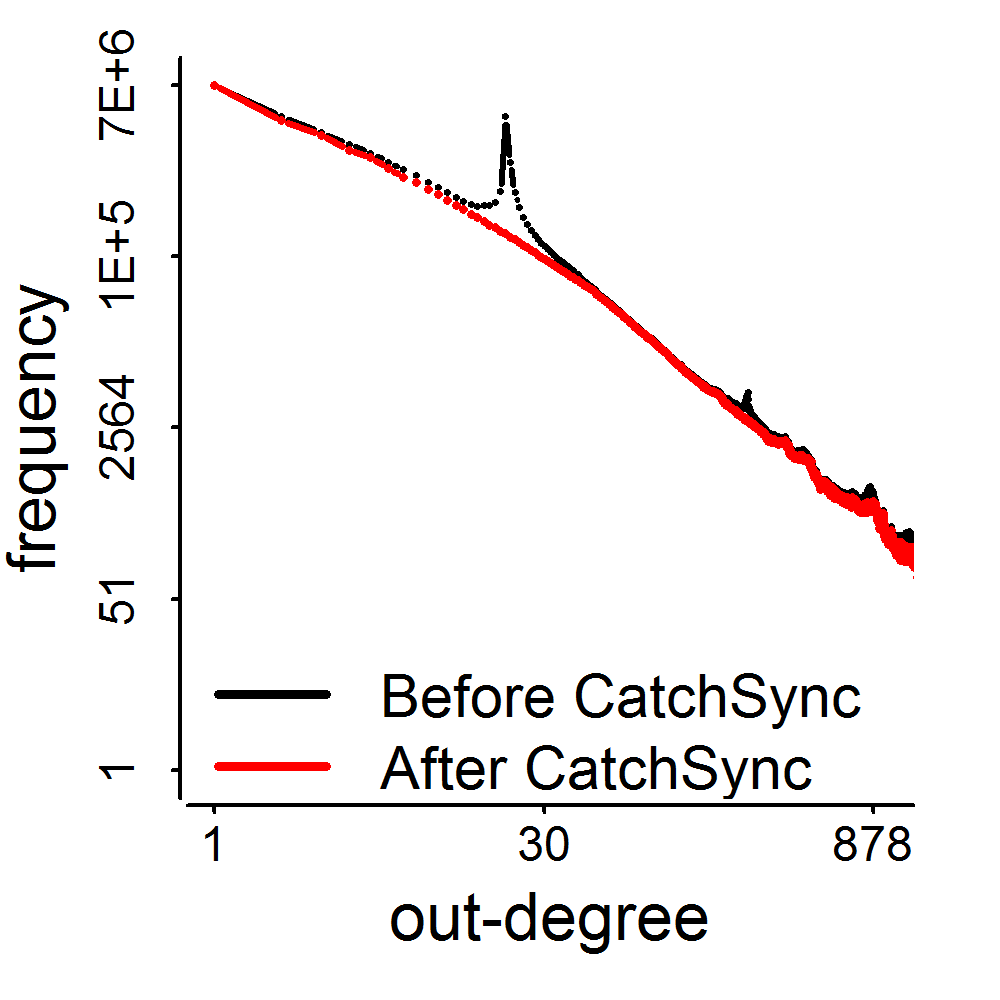 frequency
7E+6
1E+5
2564
51
1
Before CatchSync
After CatchSync
1 30 878
out-degree